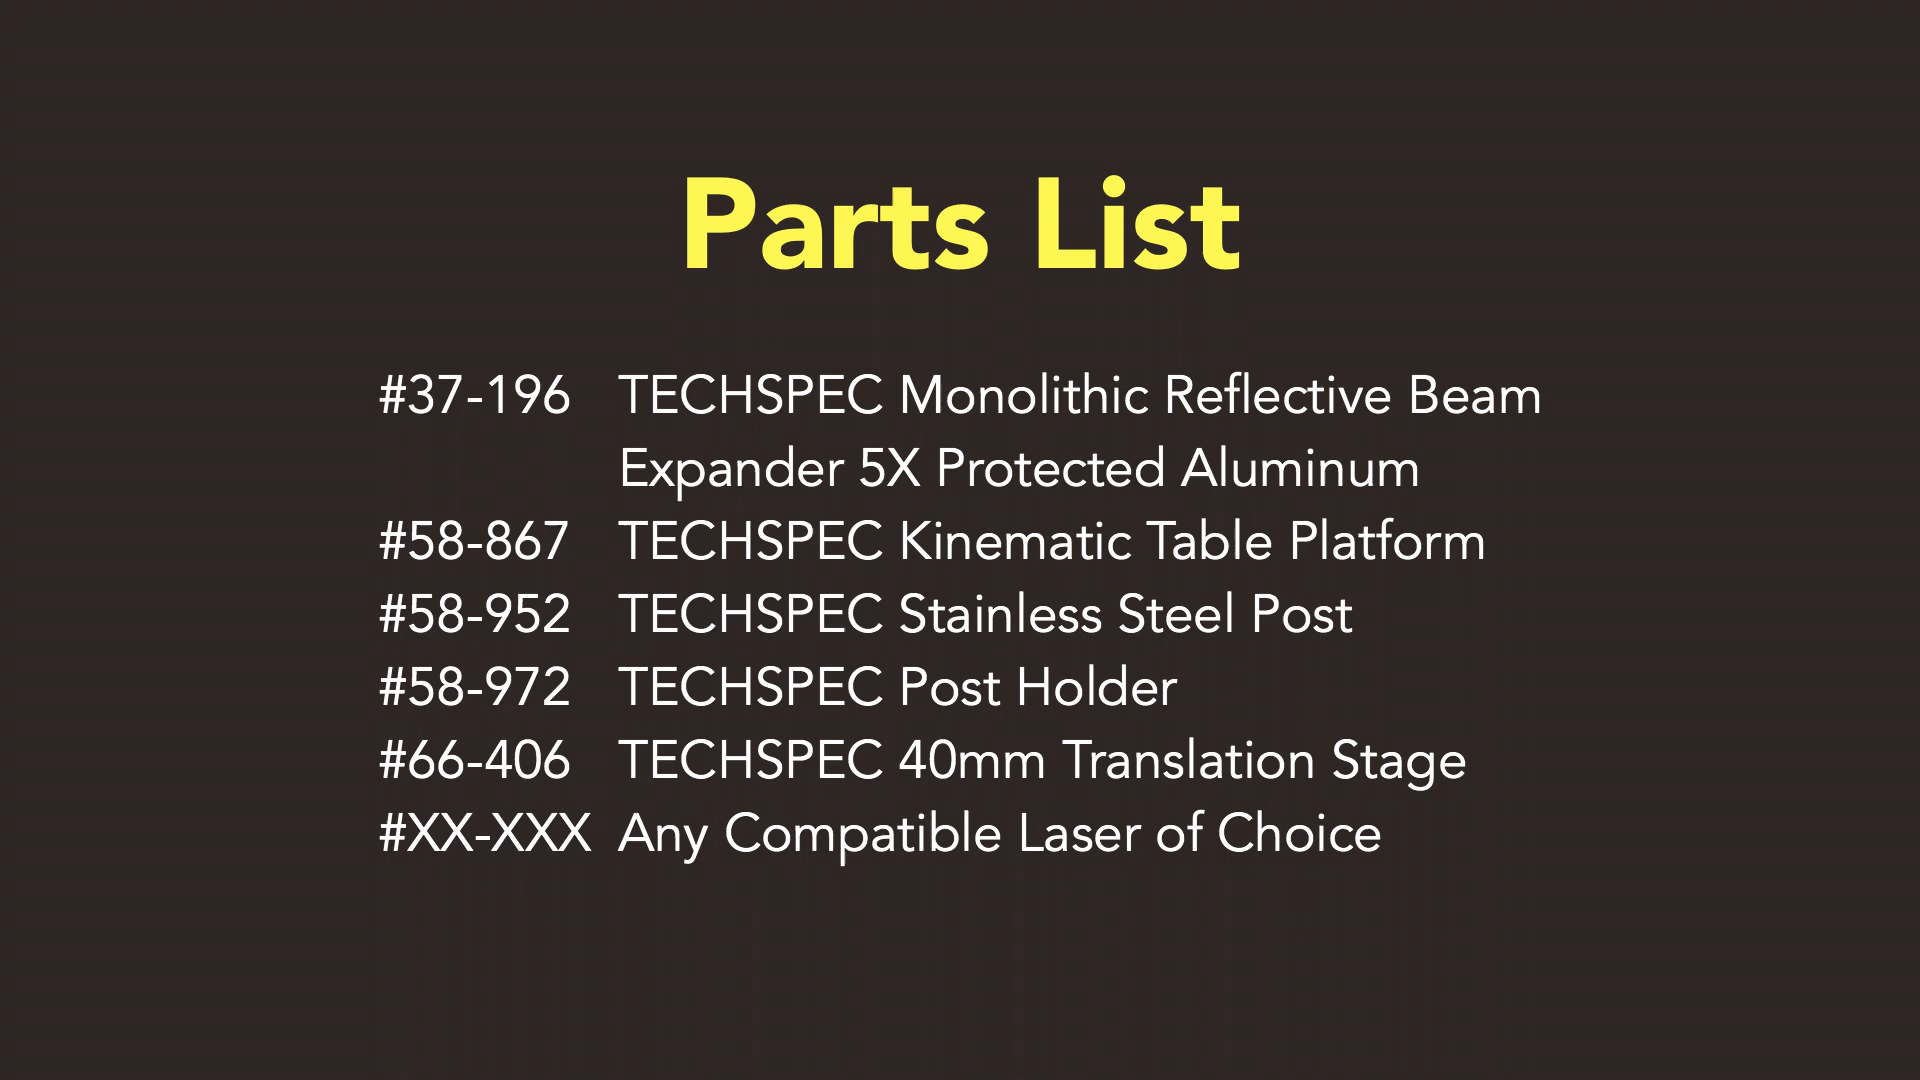 Parts List
#37-196 TECHSPEC Monolithic Reflective Beam
Expander 5X Protected Aluminum
#58-867 TECHSPEC Kinematic Table Platform
#58-952 TECHSPEC Stainless Steel Post
#58-972 TECHSPEC Post Holder
#66-406 TECHSPEC 40mm Translation Stage
#XX-XXX Any Compatible Laser of Choice